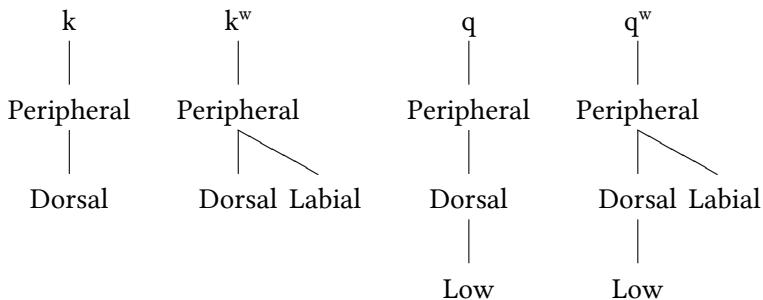 k kʷ q qʷ
Peripheral Peripheral Peripheral Peripheral
Dorsal Dorsal Labial Dorsal Dorsal Labial
Low Low